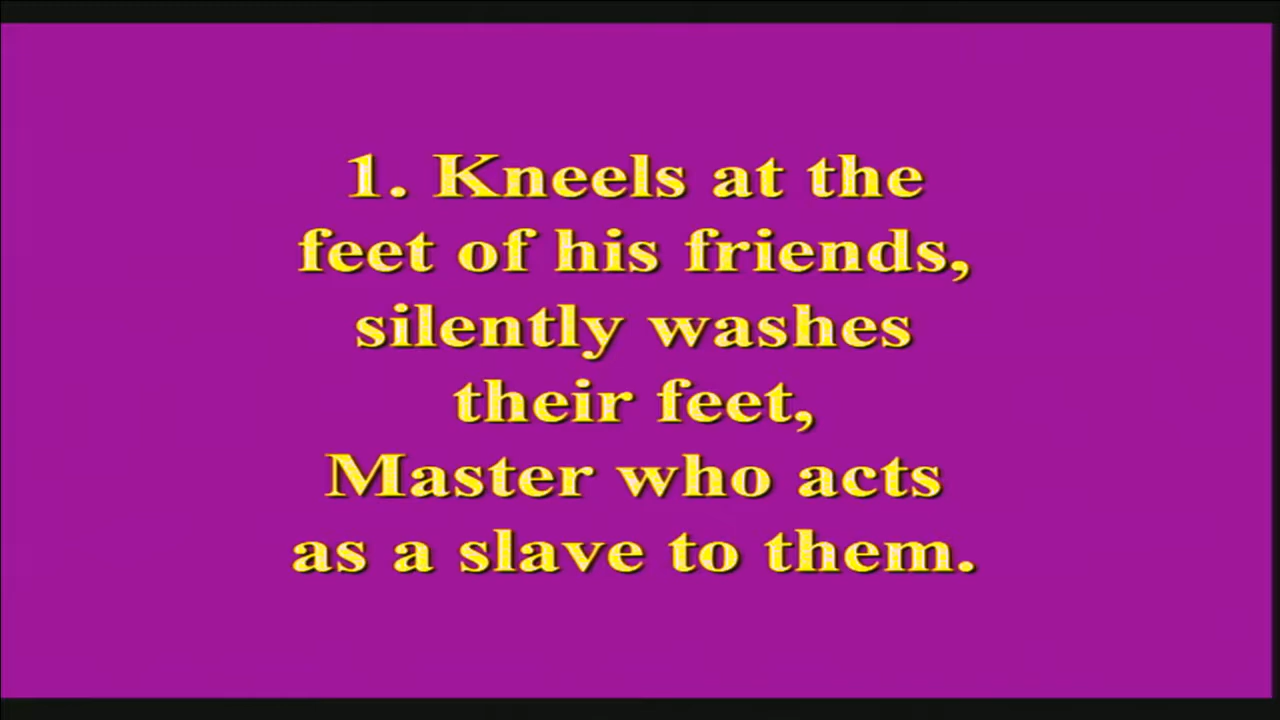 1. Kneels at the
feet of his friends,
silently washes
their feet,
Master who acts
as a slave to them.